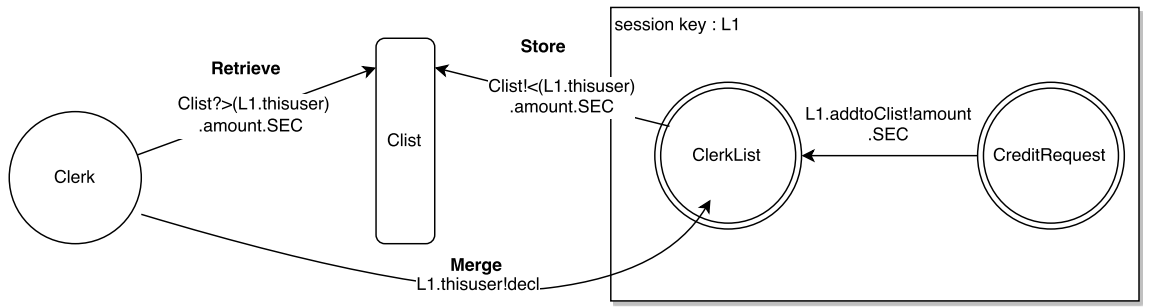 session key : L1
Store
Retrieve
Clist!<(L1.thisuser)
.amount.SEC
Clist?>(L1.thisuser)
.amount.SEC
L1.addtoClist!amount
.SEC
Clist
ClerkList
CreditRequest
Clerk
Merge
L1.thisuser!decl